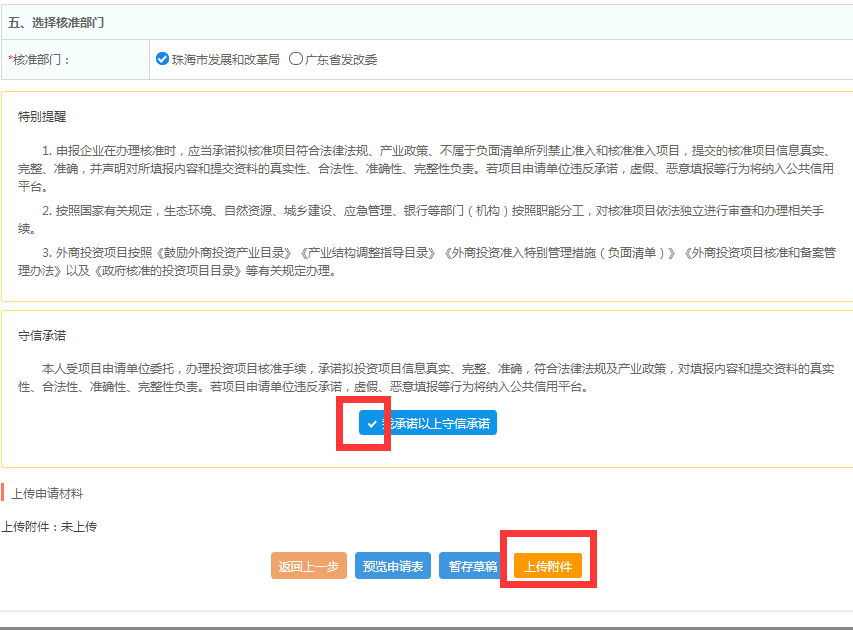 五、选择核准部门
*核准部门：
珠海市发展和改革局 广东省发改委
特别提醒
1. 申报企业在办理核准时，应当承诺拟核准项目符合法律法规、产业政策、不属于负面清单所列禁止准入和核准准入项目，提交的核准项目信息真实、
完整、准确，并声明对所填报内容和提交资料的真实性、合法性、准确性、完整性负责。若项目申请单位违反承诺，虚假、恶意填报等行为将纳入公共信用
平台。
2. 按照国家有关规定，生态环境、自然资源、城乡建设、应急管理、银行等部门（机构）按照职能分工，对核准项目依法独立进行审查和办理相关手
续。
3. 外商投资项目按照《鼓励外商投资产业目录》《产业结构调整指导目录》《外商投资准入特别管理措施（负面清单）》《外商投资项目核准和备案管
理办法》以及《政府核准的投资项目目录》等有关规定办理。
守信承诺
本人受项目申请单位委托，办理投资项目核准手续，承诺拟投资项目信息真实、完整、准确，符合法律法规及产业政策，对填报内容和提交资料的真实
性、合法性、准确性、完整性负责。若项目申请单位违反承诺，虚假、恶意填报等行为将纳入公共信用平台。
我承诺以上守信承诺
上传申请材料
上传附件：未上传
返回上一步 预览申请表 暂存草稿 上传附件